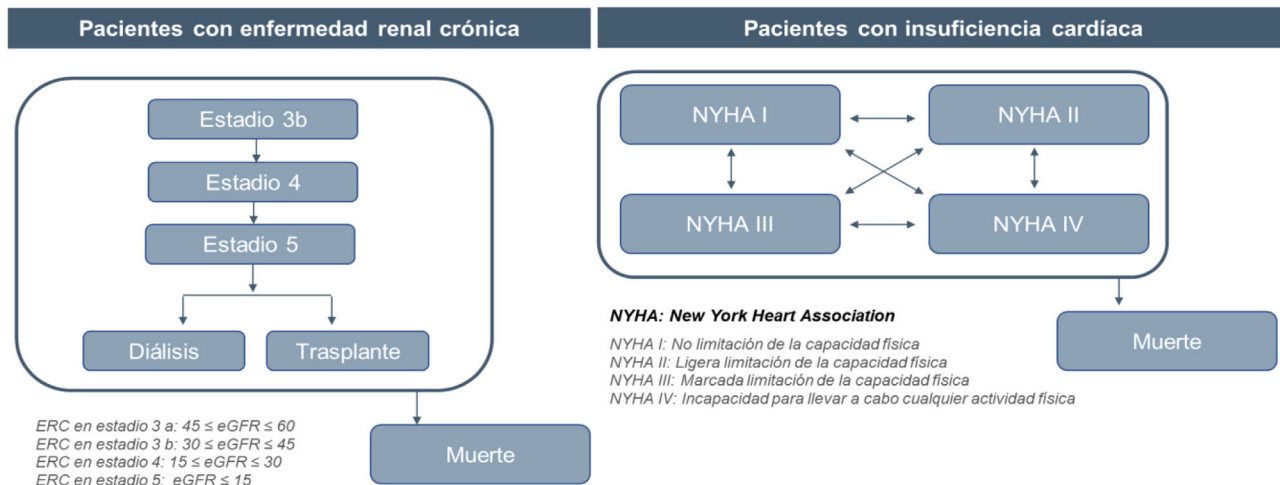 Pacientes con enfermedad renal crónica
Estadio 3b
Estadio 4
Estadio 5
Diálisis
Trasplante
Muerte
ERC en estadio 3 a: 45 ≤ eGFR ≤ 60
ERC en estadio 3 b: 30 ≤ eGFR ≤ 45
ERC en estadio 4: 15 ≤ eGFR ≤ 30
ERC en estadio 5: eGFR ≤ 15
Pacientes con insuficiencia cardíaca
NYHA I
NYHA II
NYHA III
NYHA IV
Muerte
NYHA: New York Heart Association
NYHA I: No limitación de la capacidad física
NYHA II: Ligera limitación de la capacidad física
NYHA III: Marcada limitación de la capacidad física
NYHA IV: Incapacidad para llevar a cabo cualquier actividad física